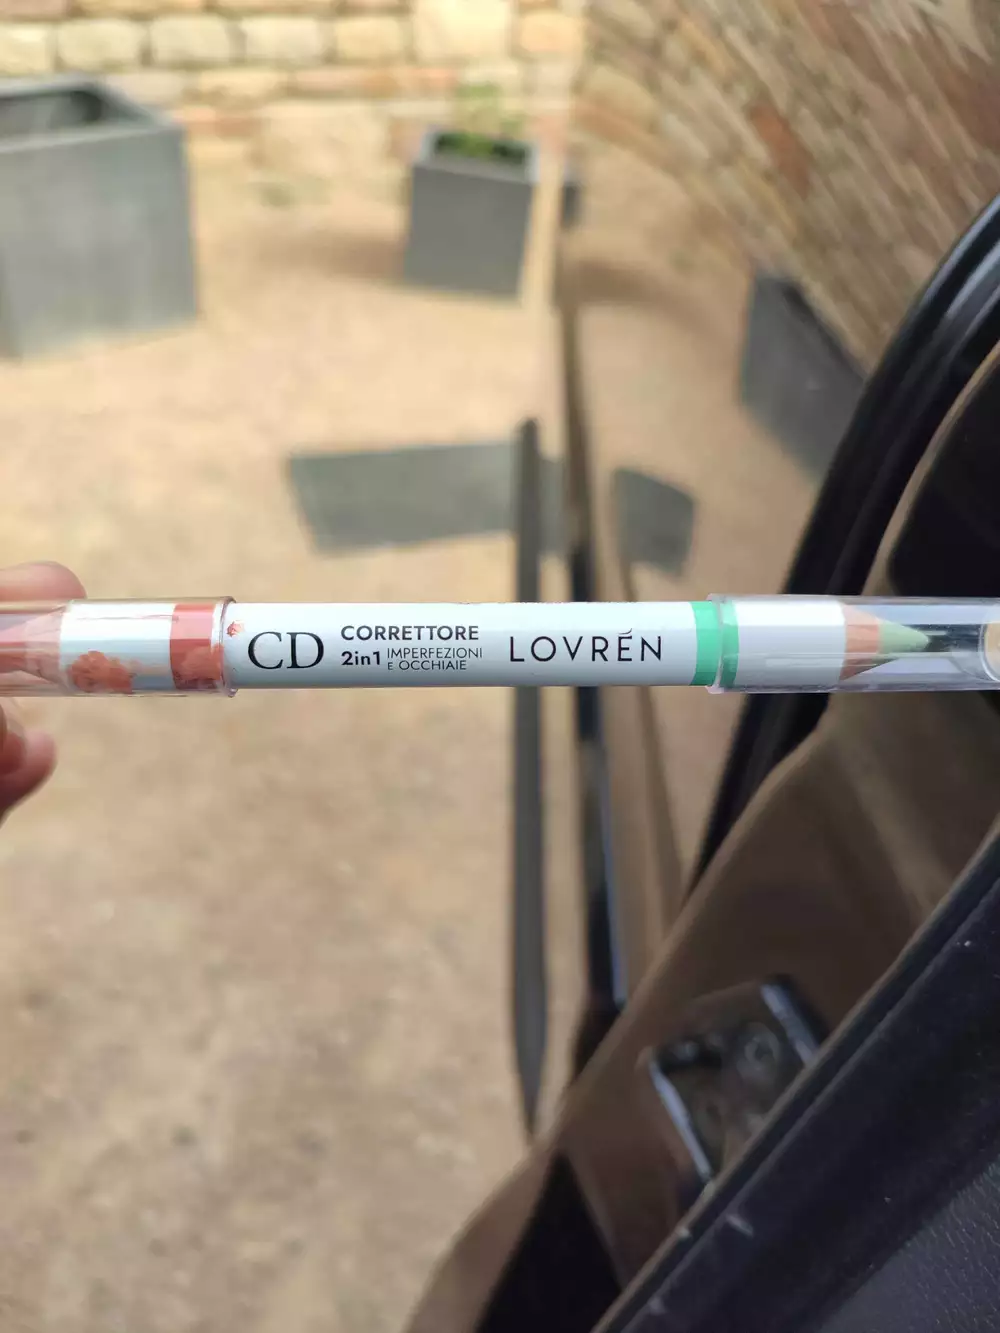 CD
CORRETTORE
2in1 IMPERFEZIONI
E OCCHIAIE
LOVRÉN